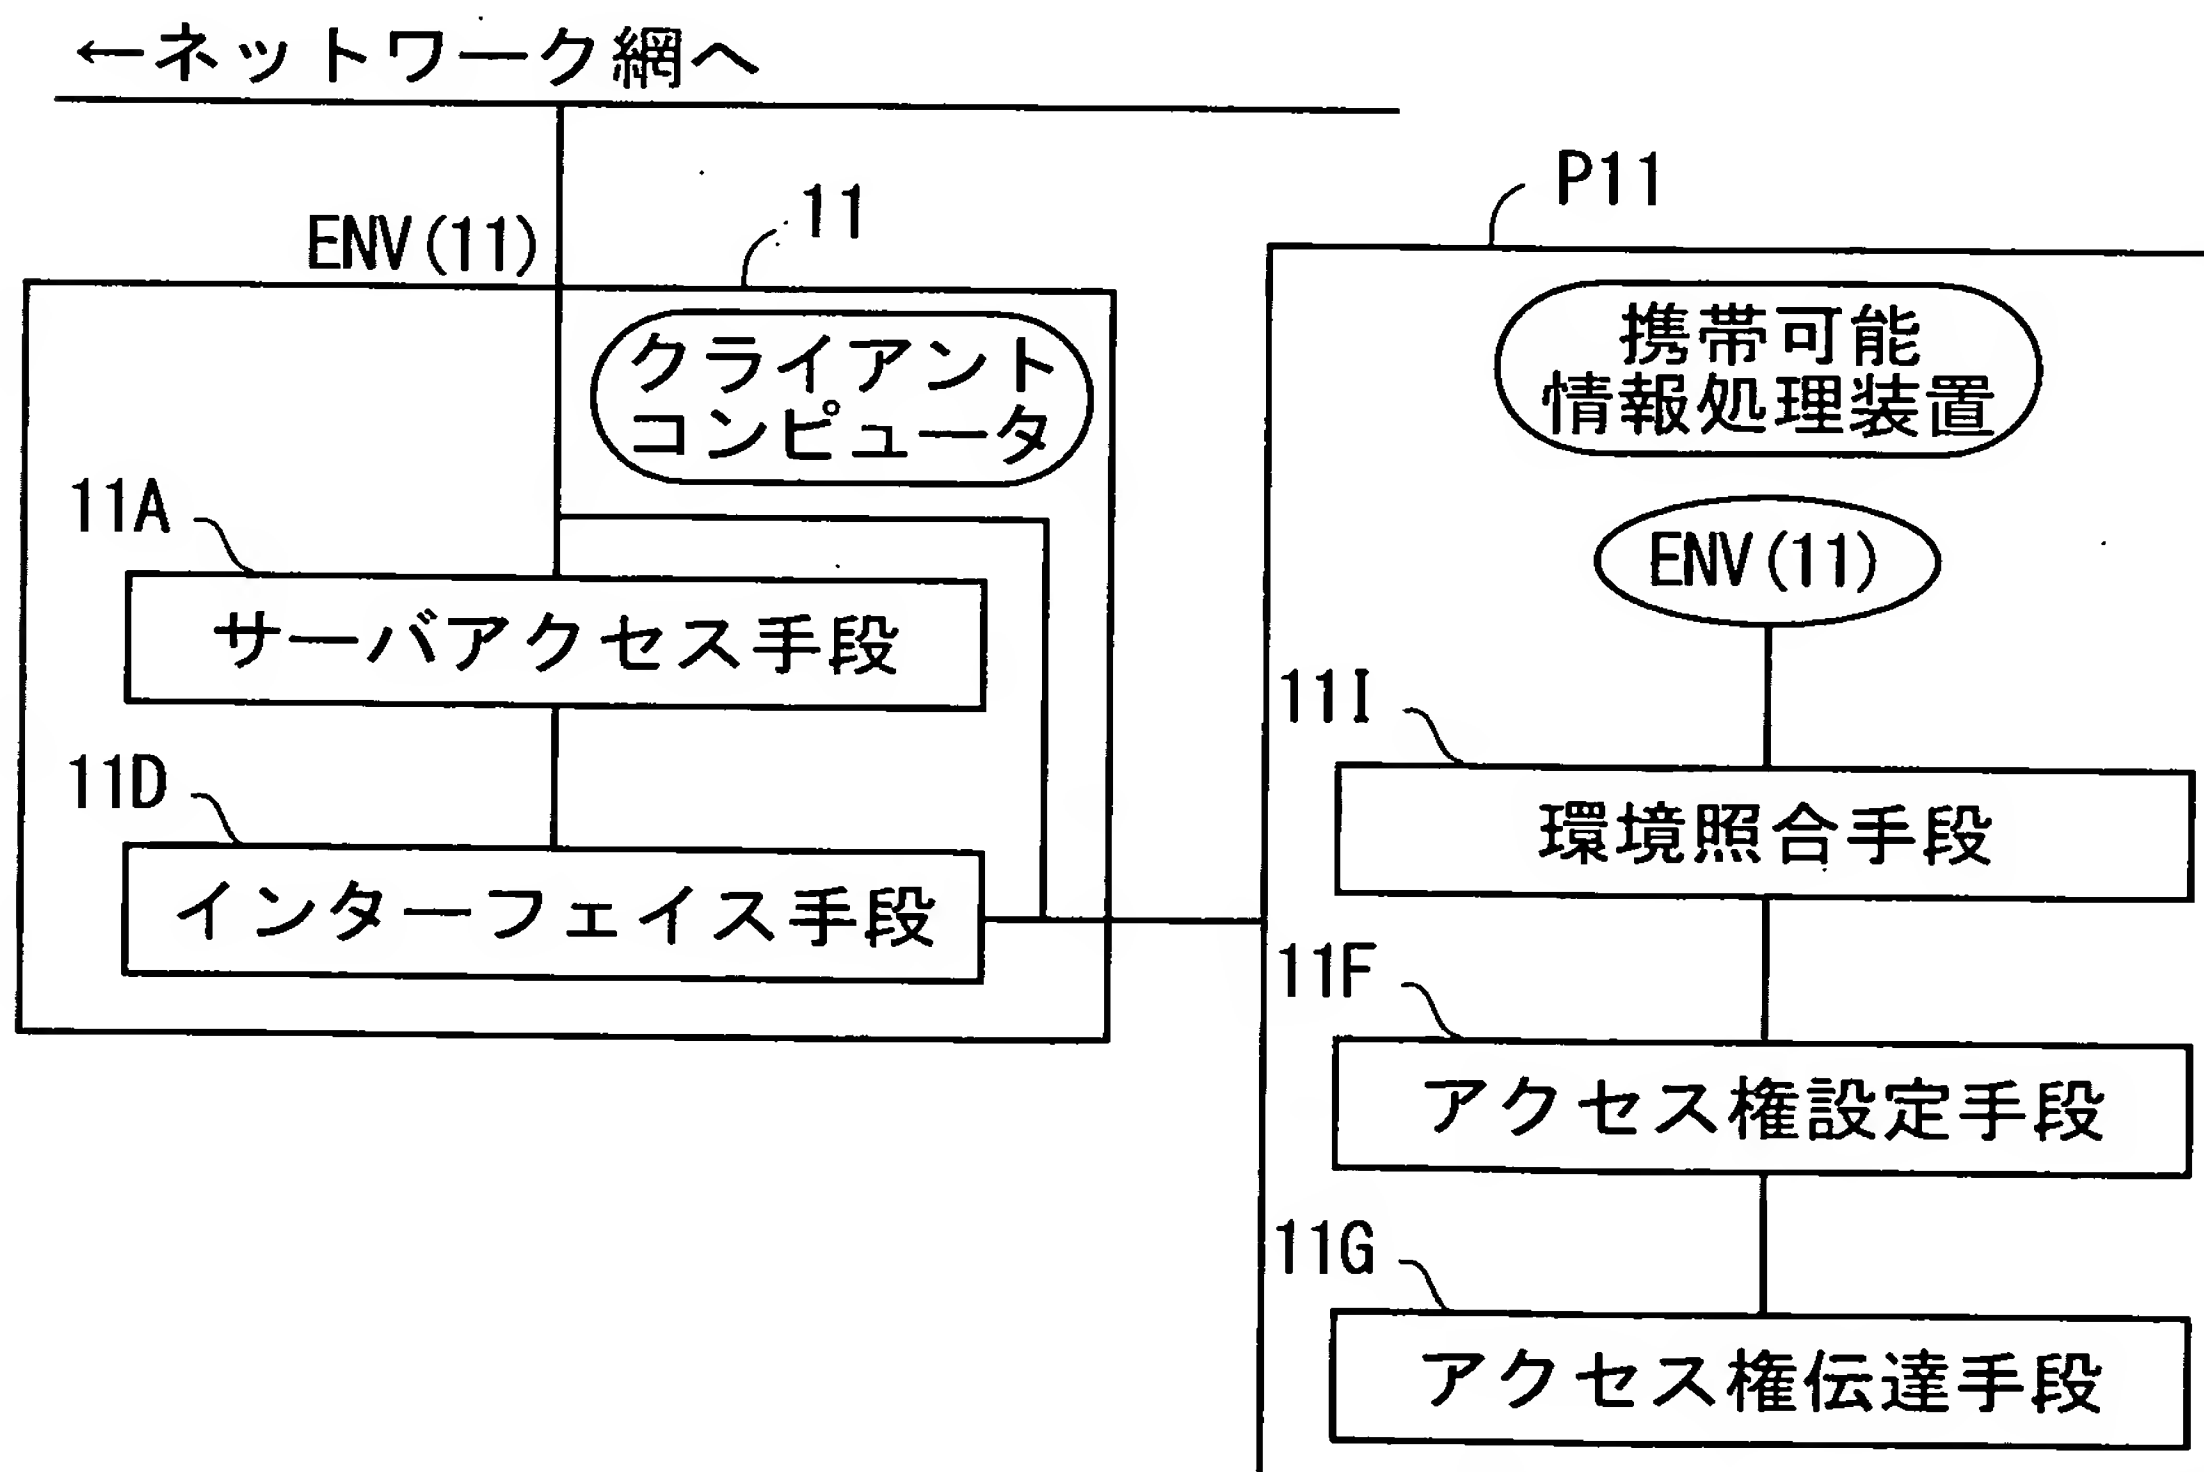 ←ネットワーク網へ
ENV(11)
11
クライアント
コンピュータ
11A
サーバアクセス手段
11D
インターフェイス手段
P11
携帯可能
情報処理装置
ENV(11)
11I
環境照合手段
11F
アクセス権設定手段
11G
アクセス権伝達手段